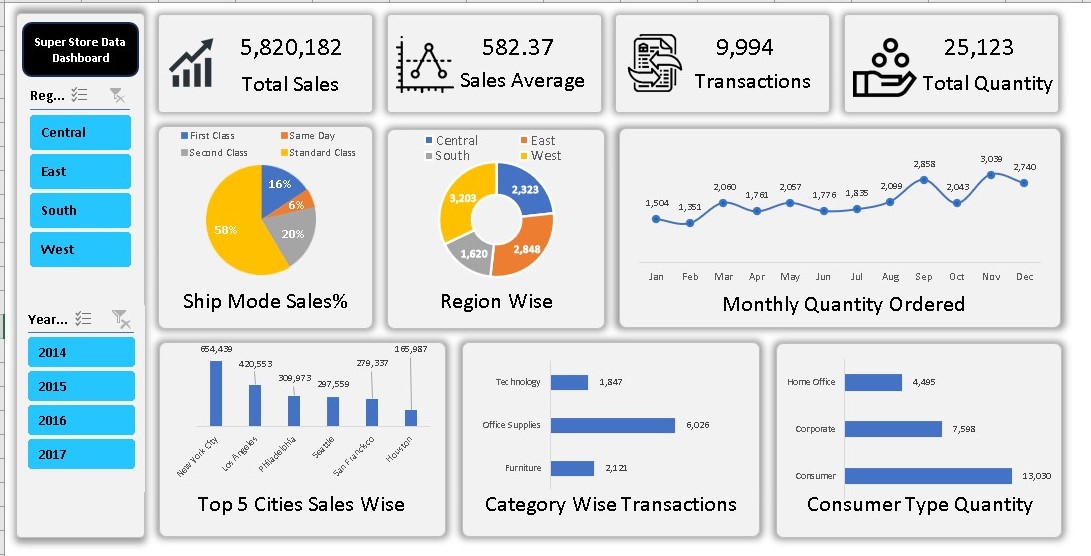 Super Store Data
Dashboard
Reg...
Central
East
South
West
Year...
2014
2015
2016
2017
5,820,182
Total Sales
582.37
Sales Average
9,994
Transactions
25,123
Total Quantity
First Class
Same Day
Second Class
Standard Class
16%
6%
20%
58%
Ship Mode Sales%
Central
East
South
West
3,203
2,323
1,620
2,848
Region Wise
1,504
1,351
2,060
1,761
2,057
1,776
1,835
2,099
2,858
2,043
3,039
2,740
Jan
Feb
Mar
Apr
May
Jun
Jul
Aug
Sep
Oct
Nov
Dec
Monthly Quantity Ordered
654,439
420,553
309,973
297,559
279,337
165,987
New York City
Los Angeles
Philadelphia
Seattle
San Francisco
Houston
Top 5 Cities Sales Wise
Technology
1,847
Office Supplies
6,026
Furniture
2,121
Category Wise Transactions
Home Office
4,495
Corporate
7,598
Consumer
13,030
Consumer Type Quantity